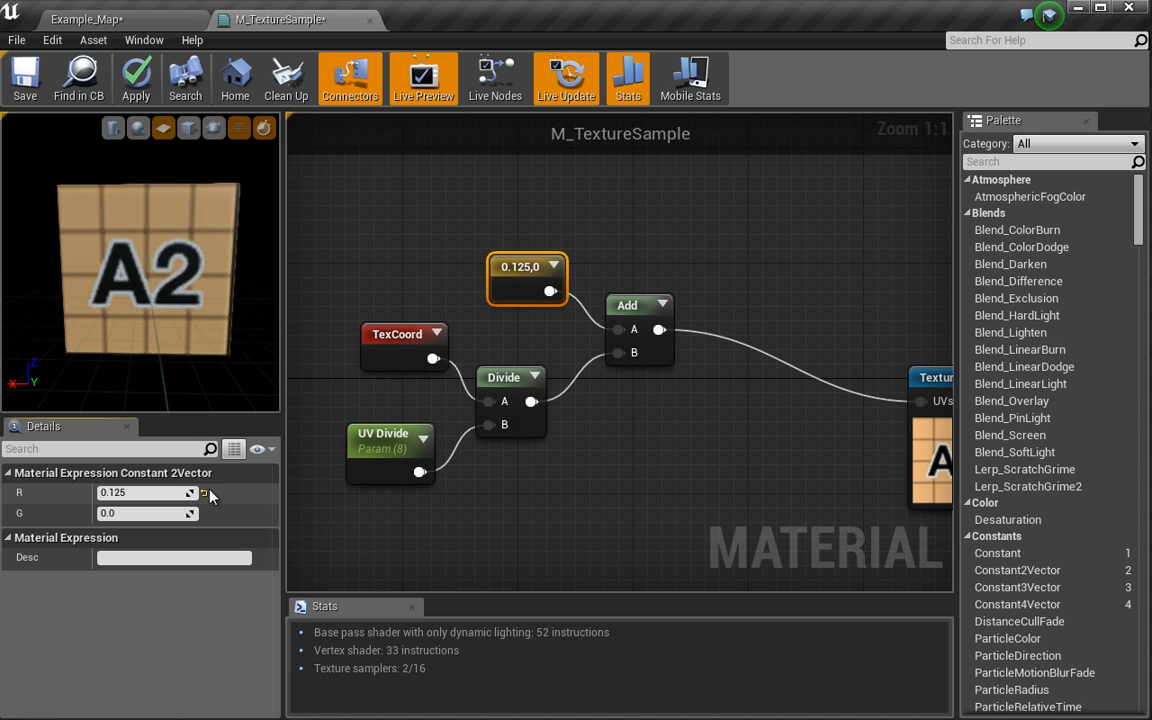 Example_Map*
M_TextureSample*
File Edit Asset Window Help
Search For Help
Save Find in CB Apply Search Home Clean Up Connectors Live Preview Live Nodes Live Update Stats Mobile Stats
A2
Z
X
Y
M_TextureSample
Zoom 1:1
0.125,0
Add
A
B
TexCoord
Divide
A
B
UV Divide
Param (8)
Textur
UVs
A
MATERIAL
Details
Search
Material Expression Constant 2Vector
R 0.125
G 0.0
Material Expression
Desc
Stats
Base pass shader with only dynamic lighting: 52 instructions
Vertex shader: 33 instructions
Texture samplers: 2/16
Palette
Category: All
Search
Atmosphere
AtmosphericFogColor
Blends
Blend_ColorBurn
Blend_ColorDodge
Blend_Darken
Blend_Difference
Blend_Exclusion
Blend_HardLight
Blend_Lighten
Blend_LinearBurn
Blend_LinearDodge
Blend_LinearLight
Blend_Overlay
Blend_PinLight
Blend_Screen
Blend_SoftLight
Lerp_ScratchGrime
Lerp_ScratchGrime2
Color
Desaturation
Constants
Constant 1
Constant2Vector 2
Constant3Vector 3
Constant4Vector 4
DistanceCullFade
ParticleColor
ParticleDirection
ParticleMotionBlurFade
ParticleRadius
ParticleRelativeTime